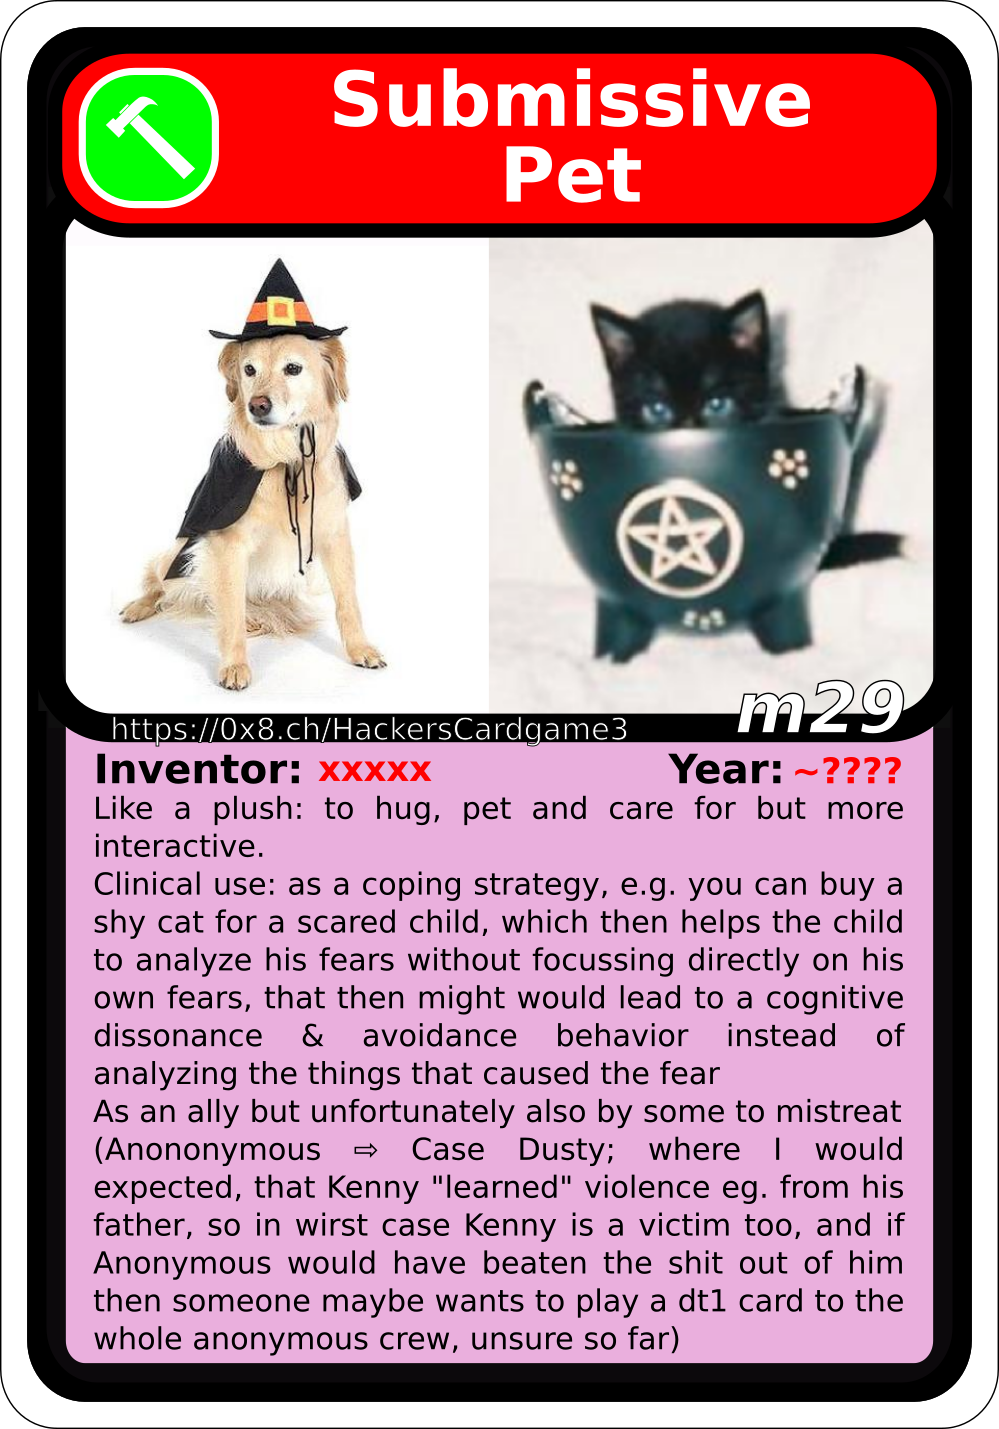 Submissive
Pet
https://0x8.ch/HackersCardgame3
m29
Inventor: xxxxx Year: ~????
Like a plush: to hug, pet and care for but more
interactive.
Clinical use: as a coping strategy, e.g. you can buy a
shy cat for a scared child, which then helps the child
to analyze his fears without focussing directly on his
own fears, that then might would lead to a cognitive
dissonance & avoidance behavior instead of
analyzing the things that caused the fear
As an ally but unfortunately also by some to mistreat
(Anononymous ⇨ Case Dusty; where I would
expected, that Kenny "learned" violence eg. from his
father, so in wirst case Kenny is a victim too, and if
Anonymous would have beaten the shit out of him
then someone maybe wants to play a dt1 card to the
whole anonymous crew, unsure so far)